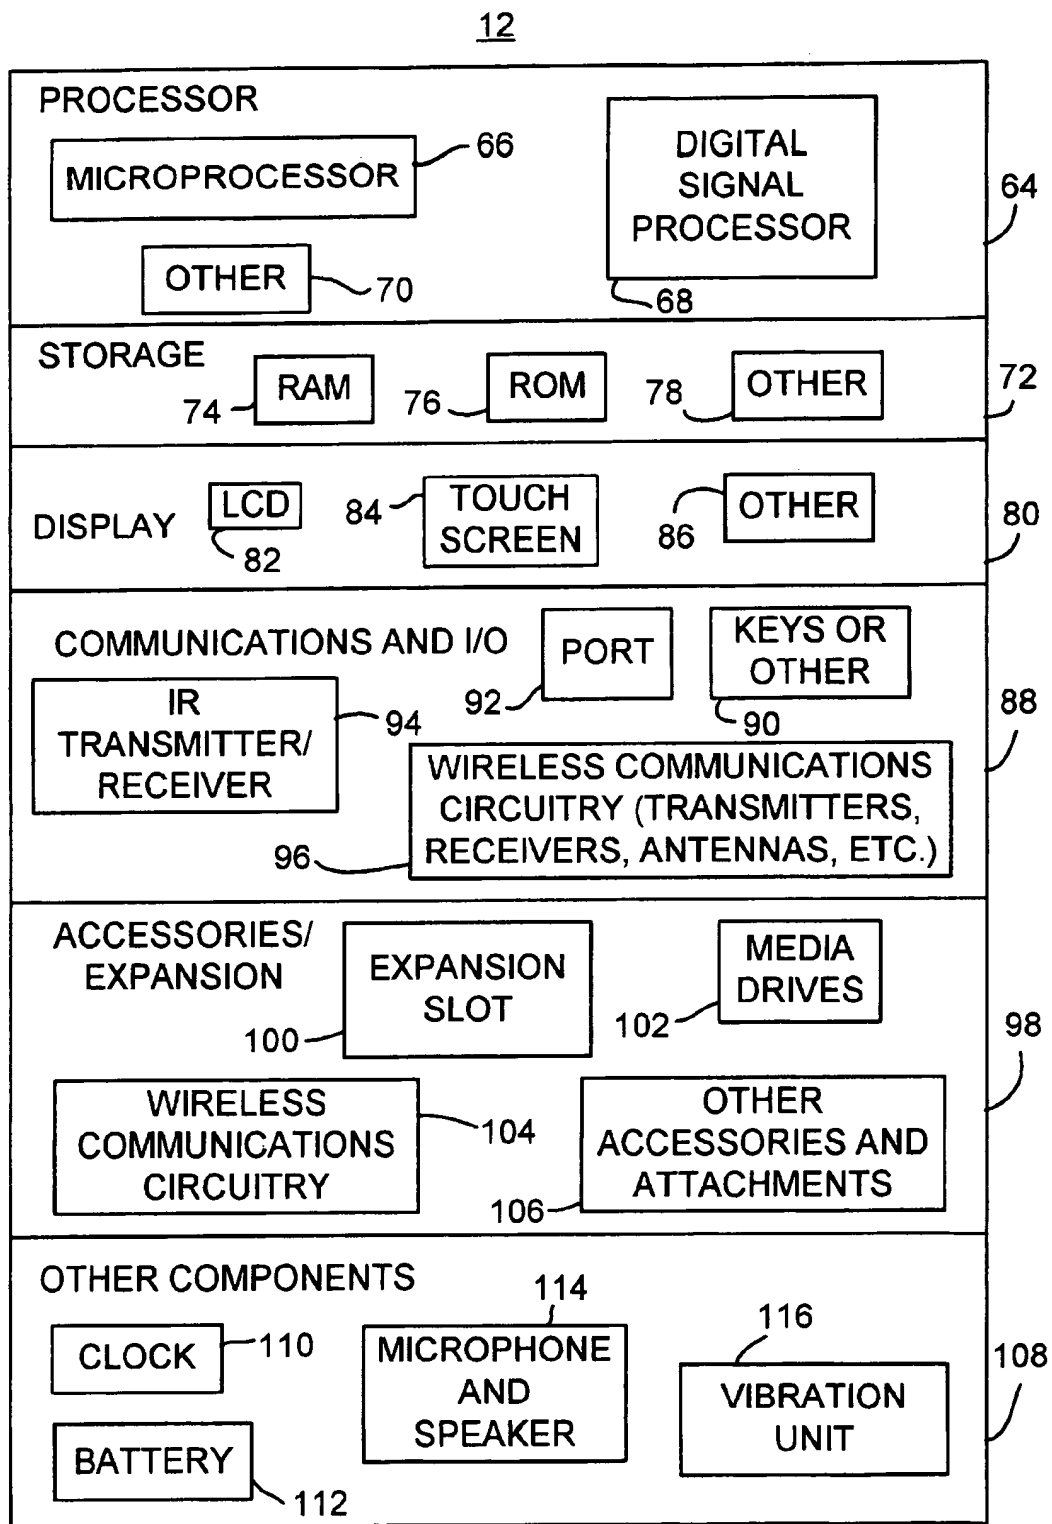 12
PROCESSOR
MICROPROCESSOR
66
DIGITAL
SIGNAL
PROCESSOR
64
OTHER
70
68
STORAGE
RAM
74
ROM
76
OTHER
78
72
DISPLAY
LCD
82
TOUCH
SCREEN
84
OTHER
86
80
COMMUNICATIONS AND I/O
PORT
92
KEYS OR
OTHER
90
88
IR
TRANSMITTER/
RECEIVER
94
WIRELESS COMMUNICATIONS
CIRCUITRY (TRANSMITTERS,
RECEIVERS, ANTENNAS, ETC.)
96
ACCESSORIES/
EXPANSION
EXPANSION
SLOT
100
MEDIA
DRIVES
102
98
WIRELESS
COMMUNICATIONS
CIRCUITRY
104
OTHER
ACCESSORIES AND
ATTACHMENTS
106
OTHER COMPONENTS
CLOCK
110
114
MICROPHONE
AND
SPEAKER
116
VIBRATION
UNIT
108
BATTERY
112